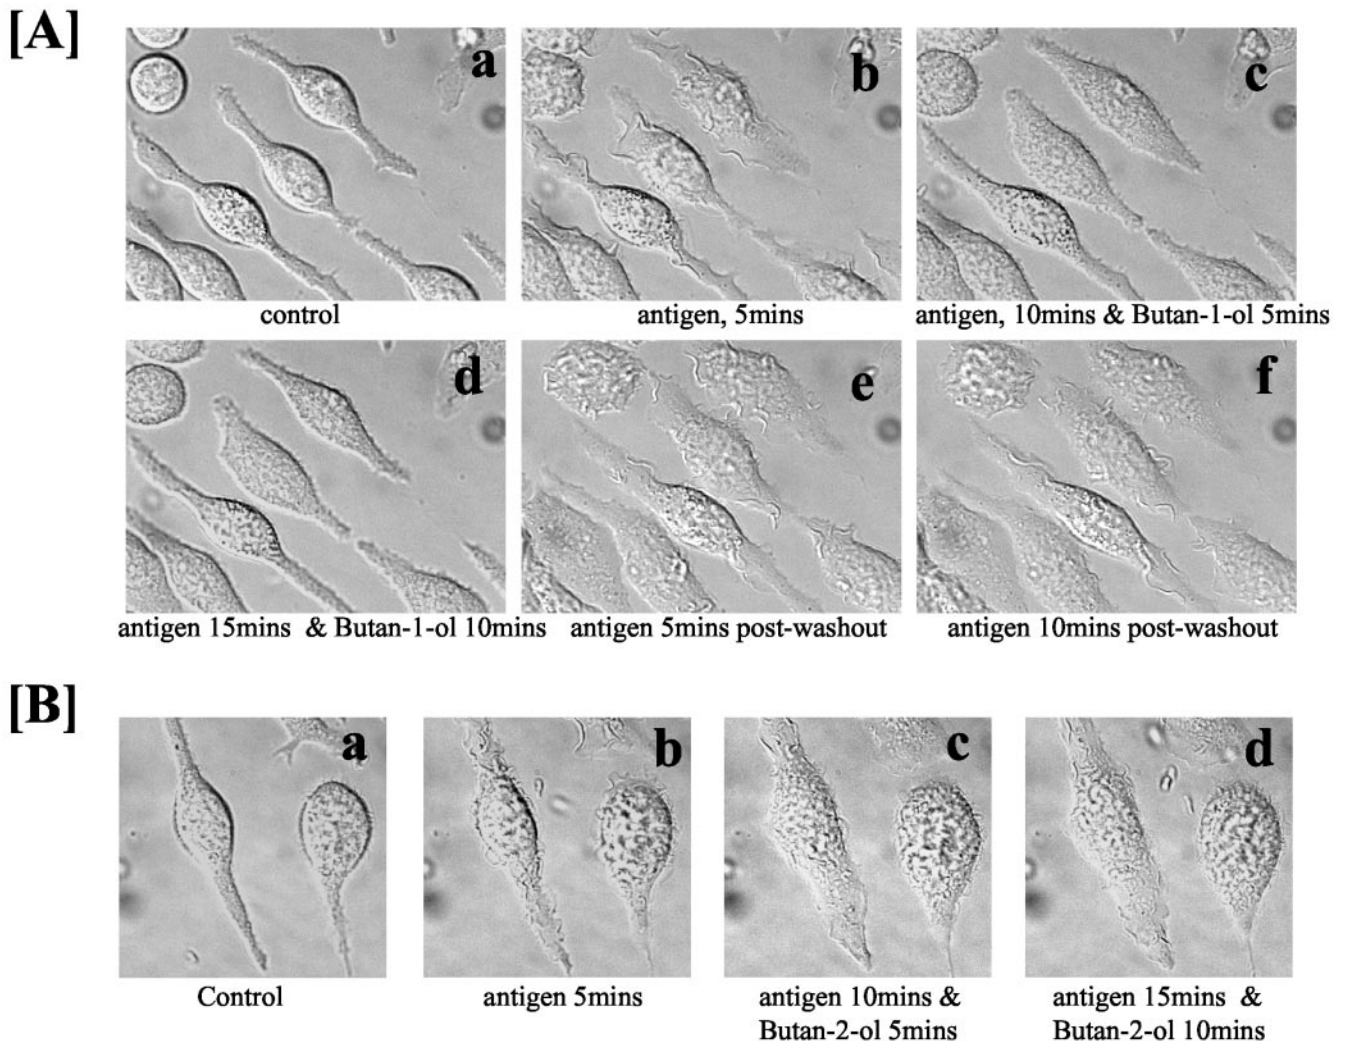 [A]
a
b
c
control
antigen, 5mins
antigen, 10mins & Butan-1-ol 5mins
d
e
f
antigen 15mins & Butan-1-ol 10mins
antigen 5mins post-washout
antigen 10mins post-washout
[B]
a
b
c
d
Control
antigen 5mins
antigen 10mins &
Butan-2-ol 5mins
antigen 15mins &
Butan-2-ol 10mins